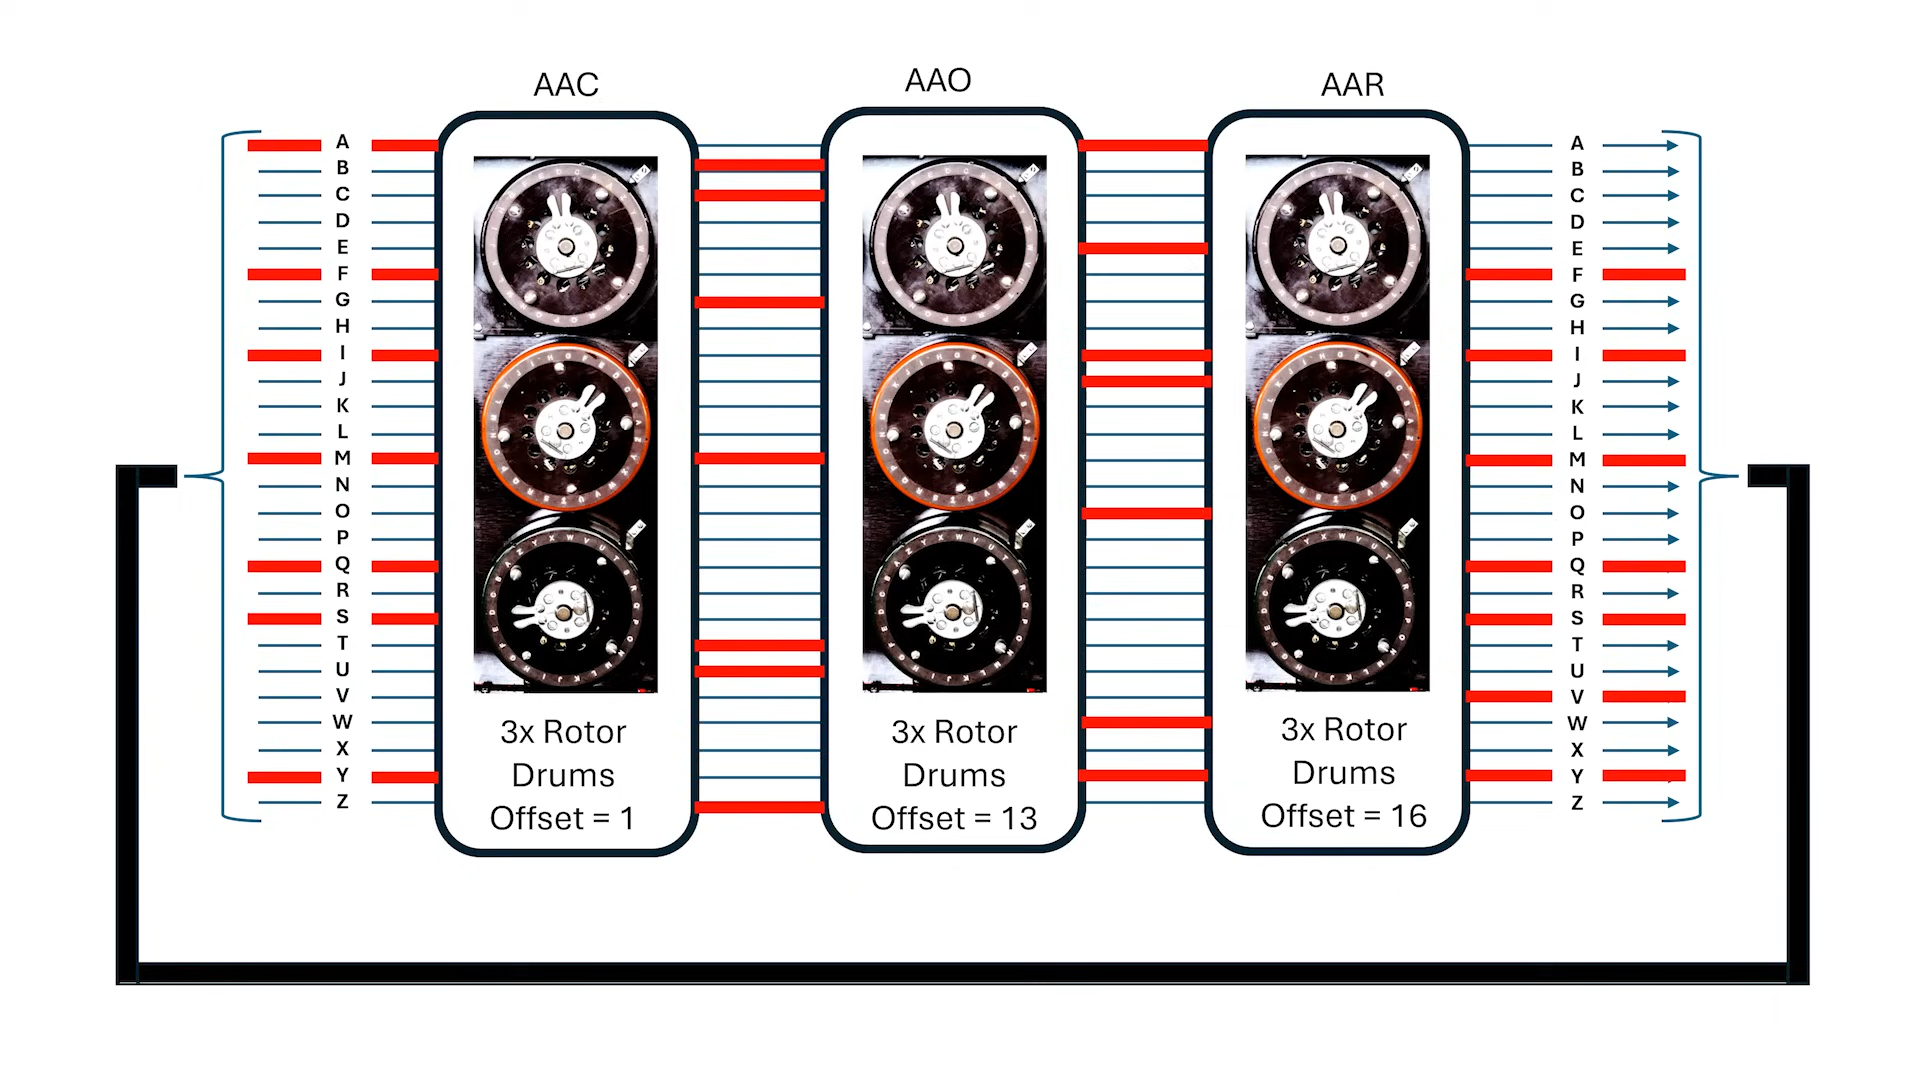 AAC
AAO
AAR
A
B
C
D
E
F
G
H
I
J
K
L
M
N
O
P
Q
R
S
T
U
V
W
X
Y
Z
3x Rotor
Drums
Offset = 1
3x Rotor
Drums
Offset = 13
3x Rotor
Drums
Offset = 16
A
B
C
D
E
F
G
H
I
J
K
L
M
N
O
P
Q
R
S
T
U
V
W
X
Y
Z